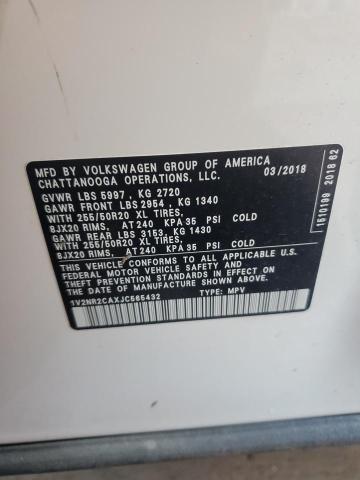 MFD BY VOLKSWAGEN GROUP OF AMERICA
CHATTANOOGA OPERATIONS, LLC. 03/2018
GVWR LBS 5997, KG 2720
GAWR FRONT LBS 2954, KG 1340
WITH 255/50R20 XL TIRES,
8JX20 RIMS, AT 240 KPA 35 PSI COLD
GAWR REAR LBS 3153, KG 1430
WITH 255/50R20 XL TIRES,
8JX20 RIMS, AT 240 KPA 35 PSI COLD
THIS VEHICLE CONFORMS TO ALL APPLICABLE U.S.
FEDERAL MOTOR VEHICLE SAFETY AND
THEFT PREVENTION STANDARDS IN EFFECT ON THE
DATE OF MANUFACTURE SHOWN ABOVE.
1V2NR2CAXJC565432 TYPE: MPV
1510199 2018 62